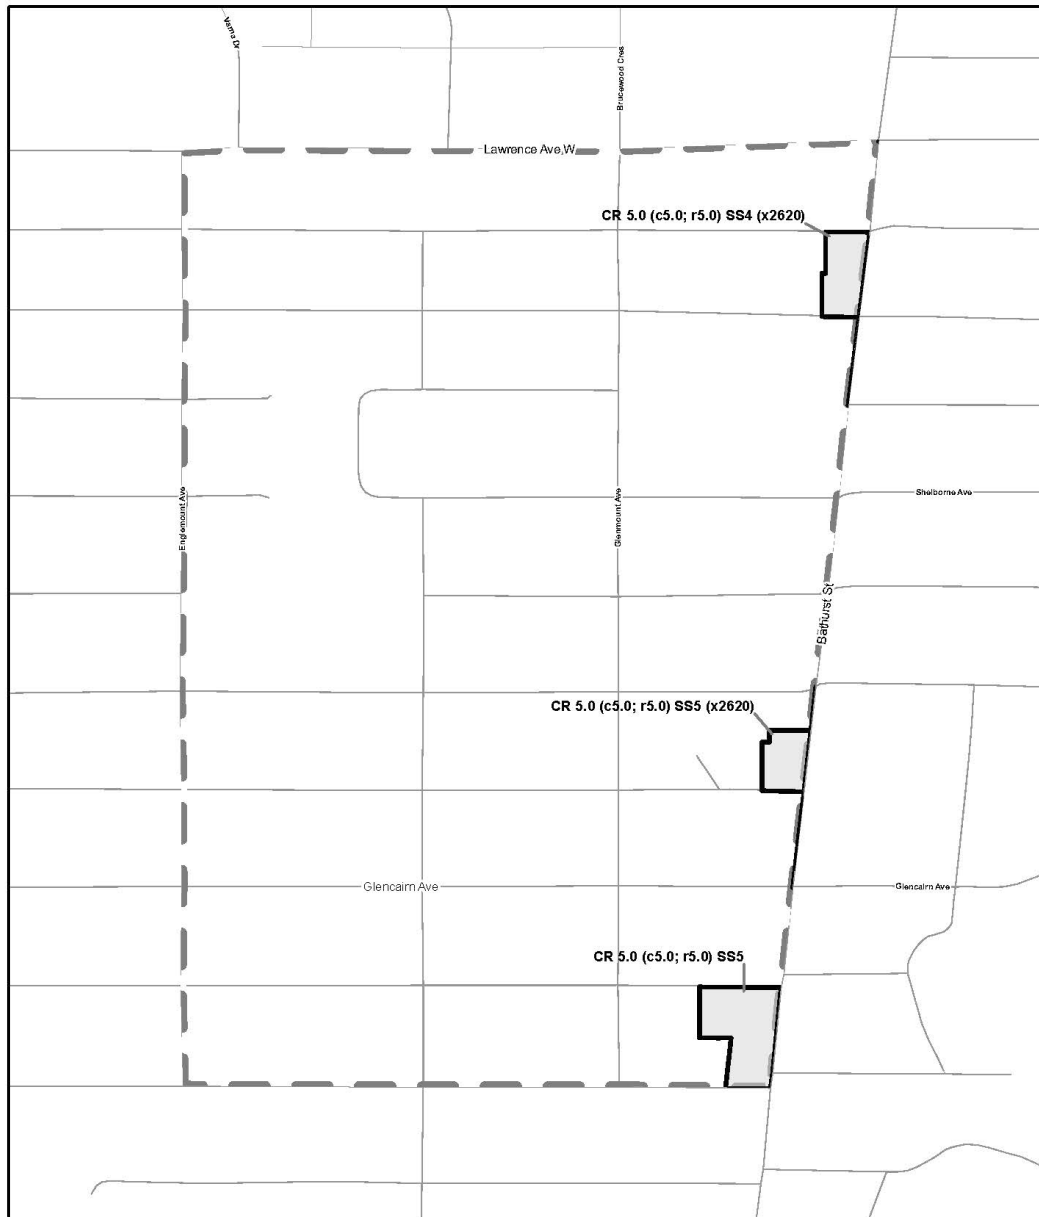 Varna Dr
Brucewood Cres
Lawrence Ave W
CR 5.0 (c5.0; r5.0) SS4 (x2620)
Englemount Ave
Glenmount Ave
Shelborne Ave
Bathurst St
CR 5.0 (c5.0; r5.0) SS5 (x2620)
Glencairn Ave
Glencairn Ave
CR 5.0 (c5.0; r5.0) SS5